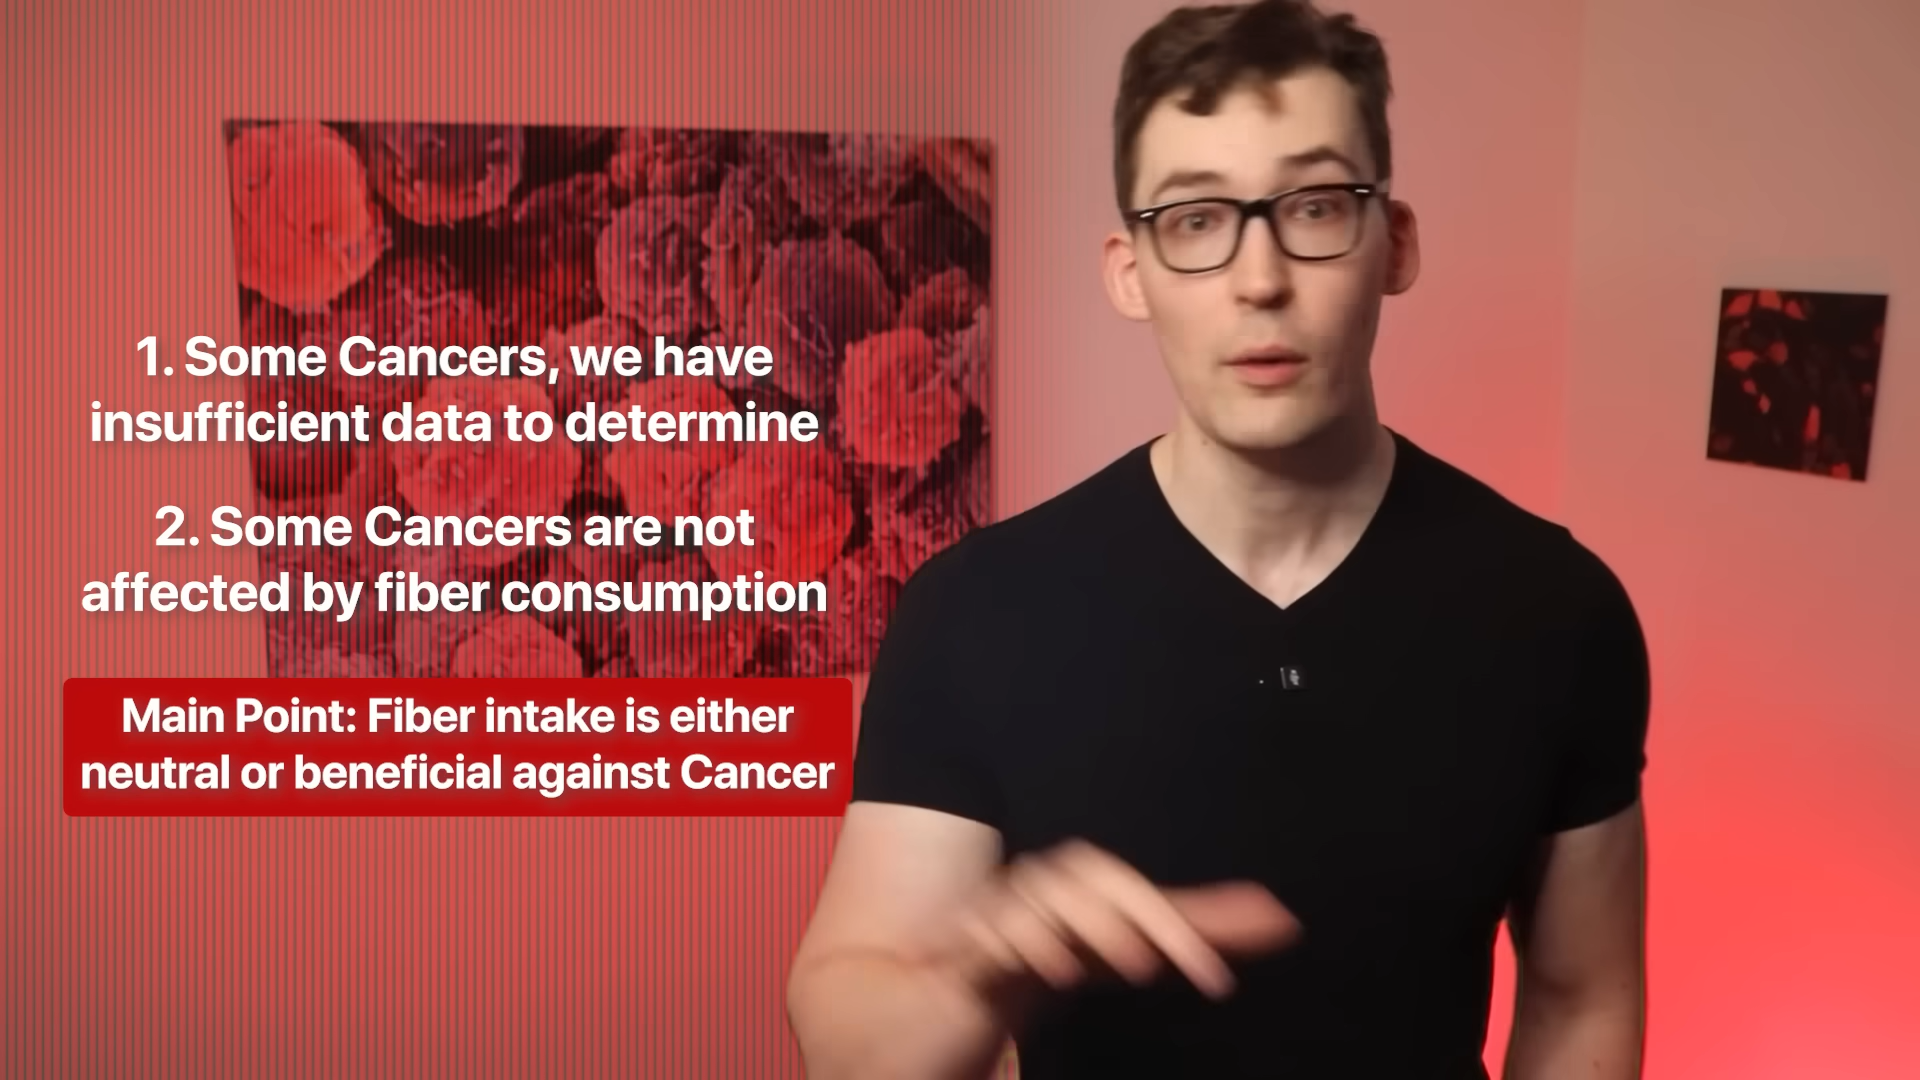 1. Some Cancers, we have
insufficient data to determine
2. Some Cancers are not
affected by fiber consumption
Main Point: Fiber intake is either
neutral or beneficial against Cancer